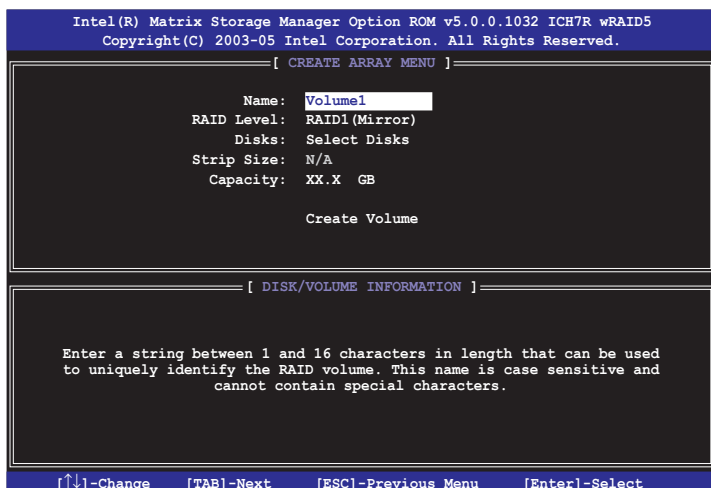 Intel(R) Matrix Storage Manager Option ROM v5.0.0.1032 ICH7R wRAID5
Copyright(C) 2003-05 Intel Corporation. All Rights Reserved.
[ CREATE ARRAY MENU ]
Name: Volume1
RAID Level: RAID1(Mirror)
Disks: Select Disks
Strip Size: N/A
Capacity: XX.X GB
Create Volume
[ DISK/VOLUME INFORMATION ]
Enter a string between 1 and 16 characters in length that can be used
to uniquely identify the RAID volume. This name is case sensitive and
cannot contain special characters.
[↑↓]-Change [TAB]-Next [ESC]-Previous Menu [Enter]-Select